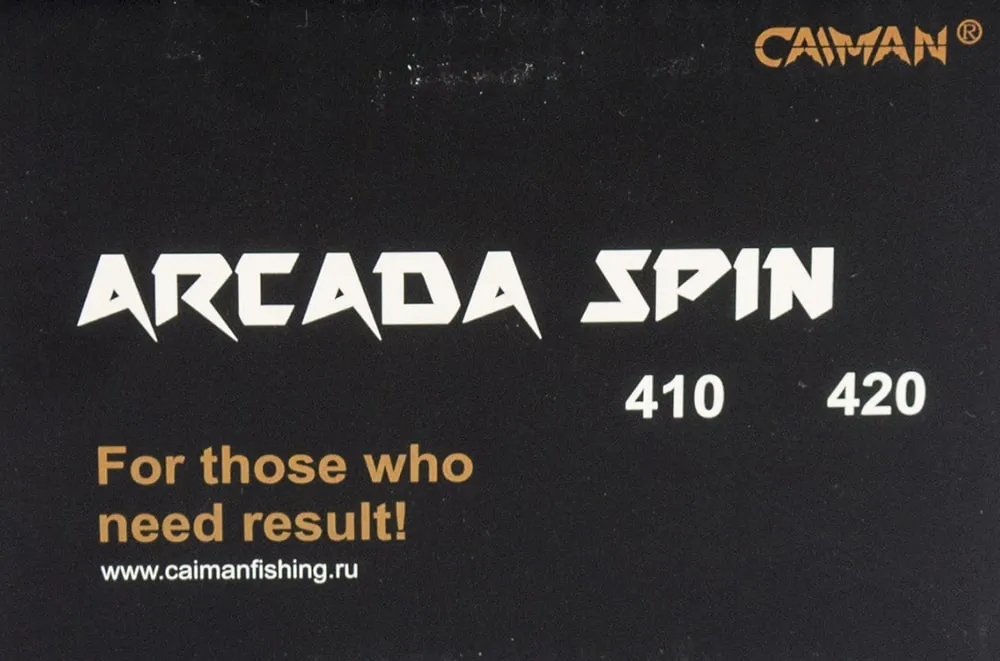 CAIMAN®
ARCADA SPIN
410 420
For those who
need result!
www.caimanfishing.ru